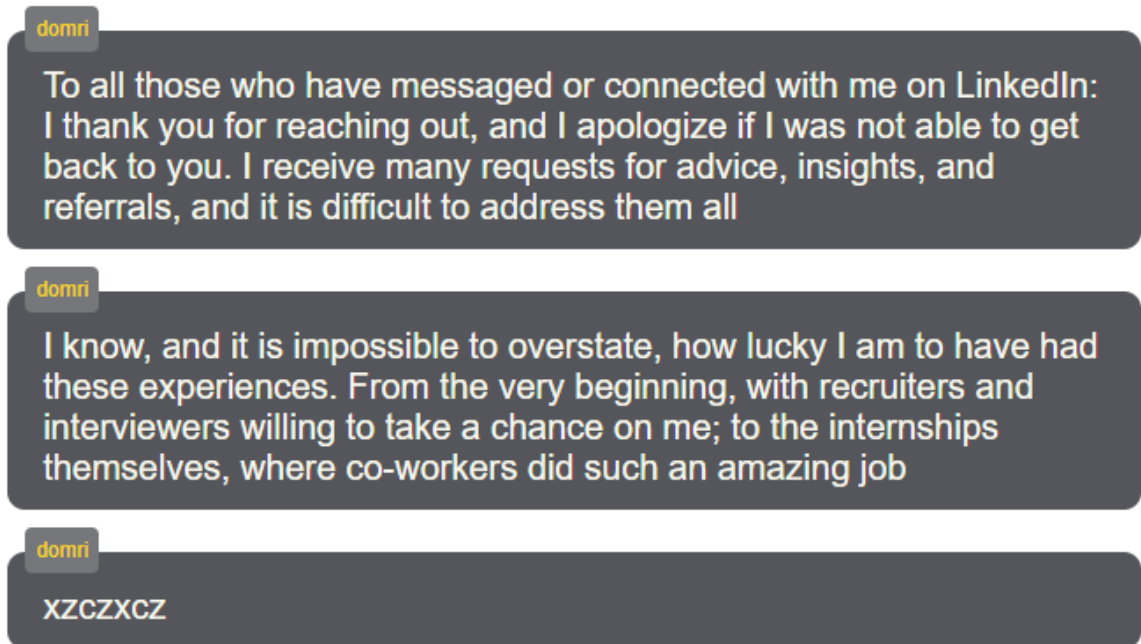 domri
To all those who have messaged or connected with me on LinkedIn:
I thank you for reaching out, and I apologize if I was not able to get
back to you. I receive many requests for advice, insights, and
referrals, and it is difficult to address them all
domri
I know, and it is impossible to overstate, how lucky I am to have had
these experiences. From the very beginning, with recruiters and
interviewers willing to take a chance on me; to the internships
themselves, where co-workers did such an amazing job
domri
xzczxcz